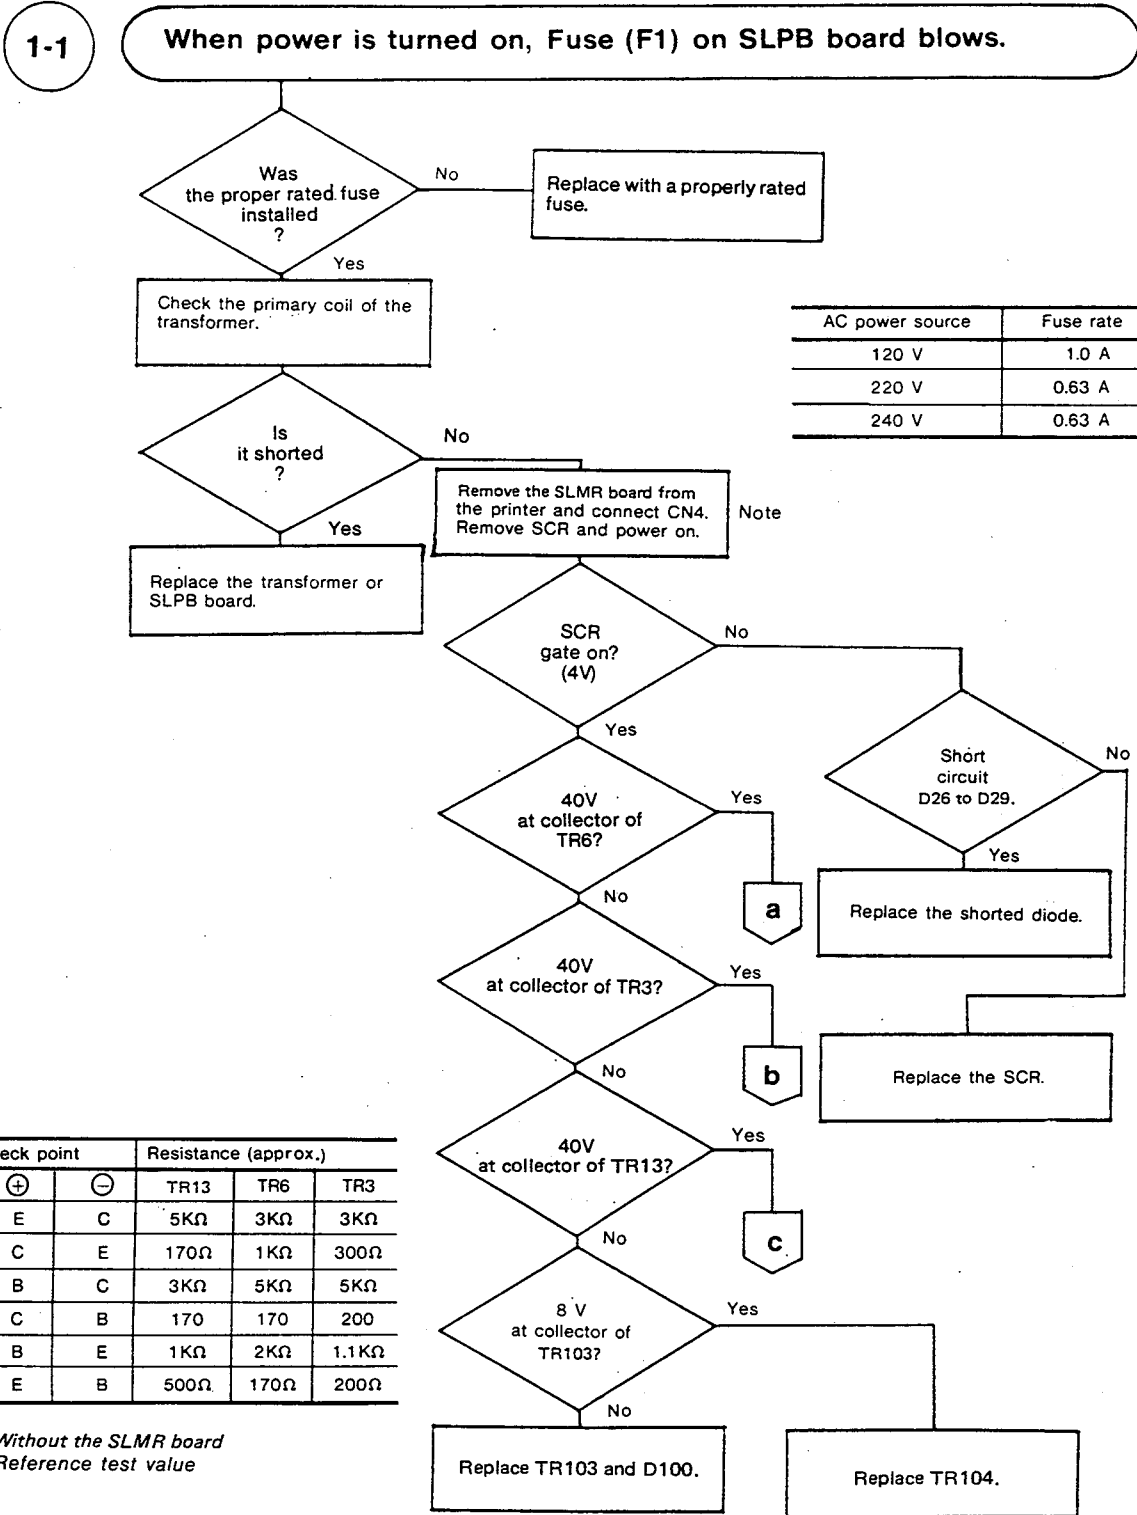 1-1
When power is turned on, Fuse (F1) on SLPB board blows.
Was
the proper rated fuse
installed
?
No
Replace with a properly rated
fuse.
Yes
Check the primary coil of the
transformer.
AC power source Fuse rate
120 V 1.0 A
220 V 0.63 A
240 V 0.63 A
Is
it shorted
?
No
Yes
Remove the SLMR board from
the printer and connect CN4.
Remove SCR and power on.
Note
Replace the transformer or
SLPB board.
SCR
gate on?
(4V)
No
Yes
Short
circuit
D26 to D29.
No
Yes
40V
at collector of
TR6?
Yes
a
No
Replace the shorted diode.
40V
at collector of TR3?
Yes
b
No
Replace the SCR.
40V
at collector of TR13?
Yes
c
No
8 V
at collector of
TR103?
Yes
No
Replace TR103 and D100.
Replace TR104.
eck point Resistance (approx.)
⊕ ⊖ TR13 TR6 TR3
E C 5KΩ 3KΩ 3KΩ
C E 170Ω 1KΩ 300Ω
B C 3KΩ 5KΩ 5KΩ
C B 170 170 200
B E 1KΩ 2KΩ 1.1KΩ
E B 500Ω 170Ω 200Ω
Without the SLMR board
Reference test value